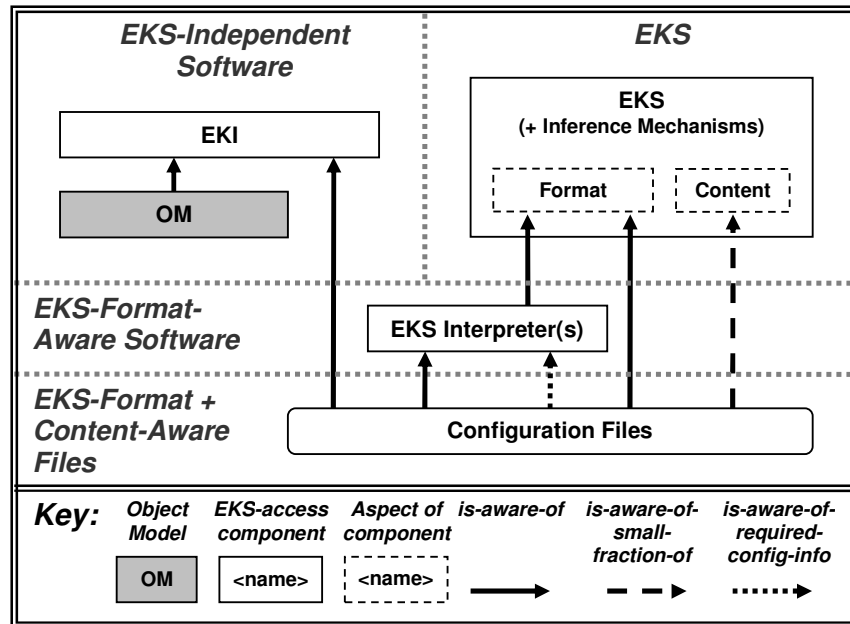 EKS-Independent
Software
EKS
EKI
OM
EKS
(+ Inference Mechanisms)
Format
Content
EKS-Format-
Aware Software
EKS Interpreter(s)
EKS-Format +
Content-Aware
Files
Configuration Files
Key:
Object
Model
EKS-access
component
Aspect of
component
is-aware-of
is-aware-of-
small-
fraction-of
is-aware-of-
required-
config-info
OM
<name>
<name>